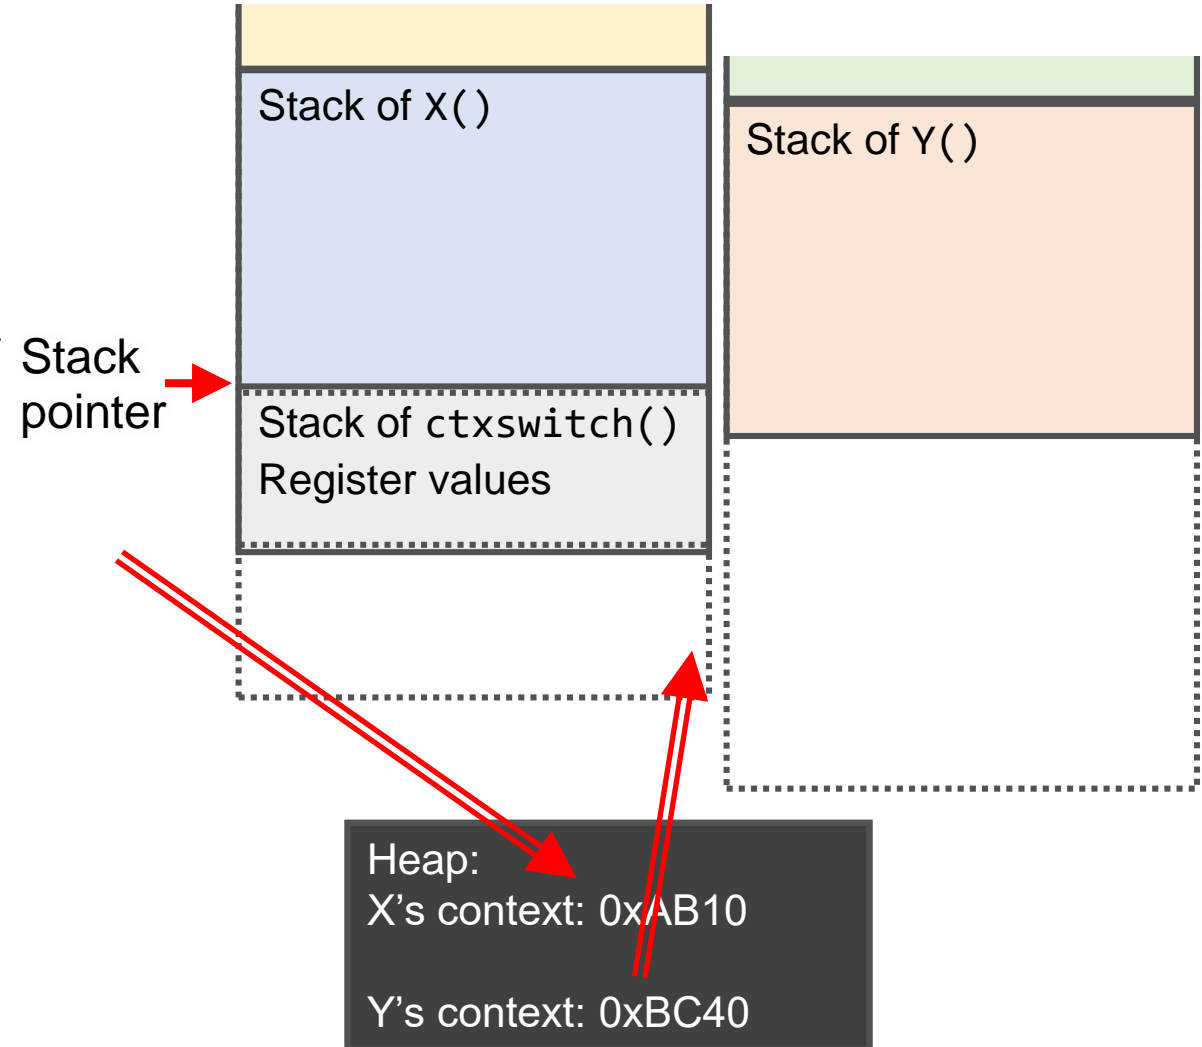 Stack of X()
Stack of Y()
Stack
pointer
Stack of ctxswitch()
Register values
Heap:
X’s context: 0xAB10
Y’s context: 0xBC40